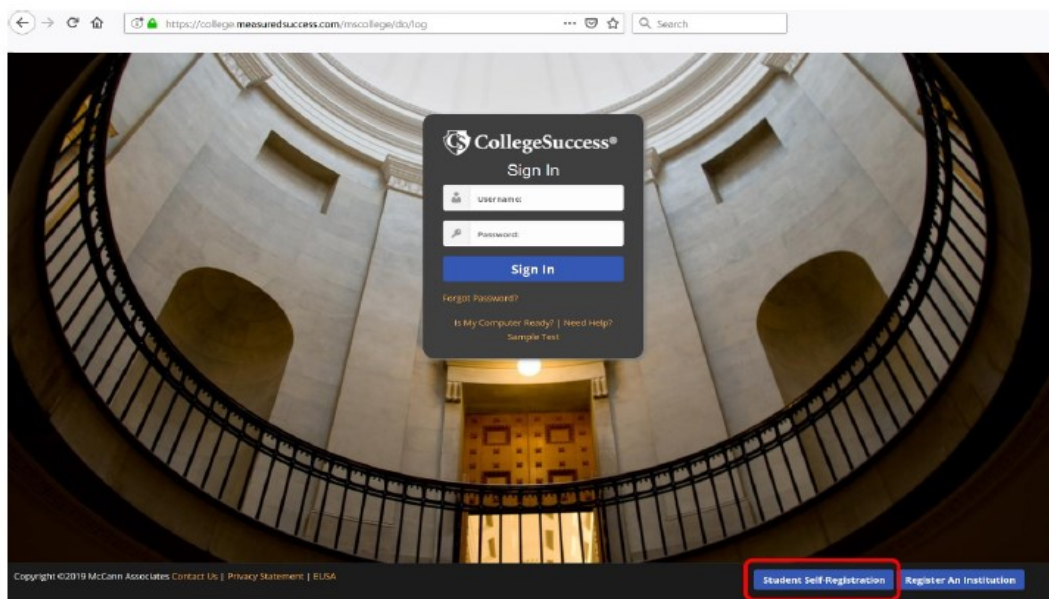 https://college.measuredsuccess.com/mscollege/do/log
Search
CS CollegeSuccess®
Sign In
Username:
Password:
Sign In
Forgot Password?
Is My Computer Ready? | Need Help?
Sample Test
Copyright ©2019 McCann Associates Contact Us | Privacy Statement | EUSA
Student Self-Registration
Register An Institution